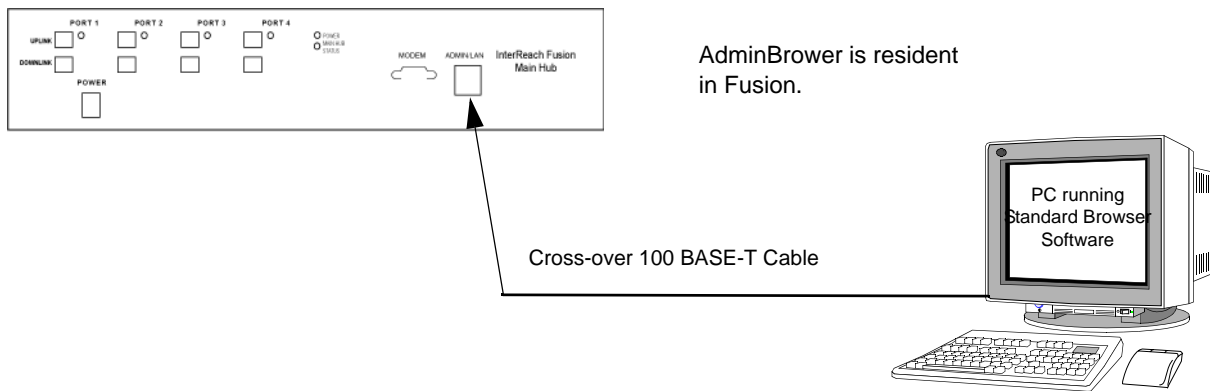 PORT 1 PORT 2 PORT 3 PORT 4
UPLINK
DOWNLINK
POWER
POWER
MAIN HUB
STATUS
MODEM
ADMIN/LAN
InterReach Fusion
Main Hub
AdminBrower is resident
in Fusion.
PC running
Standard Browser
Software
Cross-over 100 BASE-T Cable